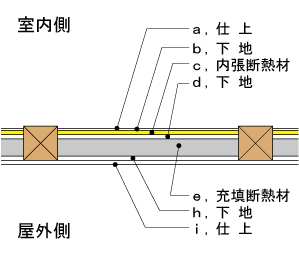 室内側
a, 仕 上
b, 下 地
c, 内張断熱材
d, 下 地
e, 充填断熱材
h, 下 地
i, 仕 上
屋外側